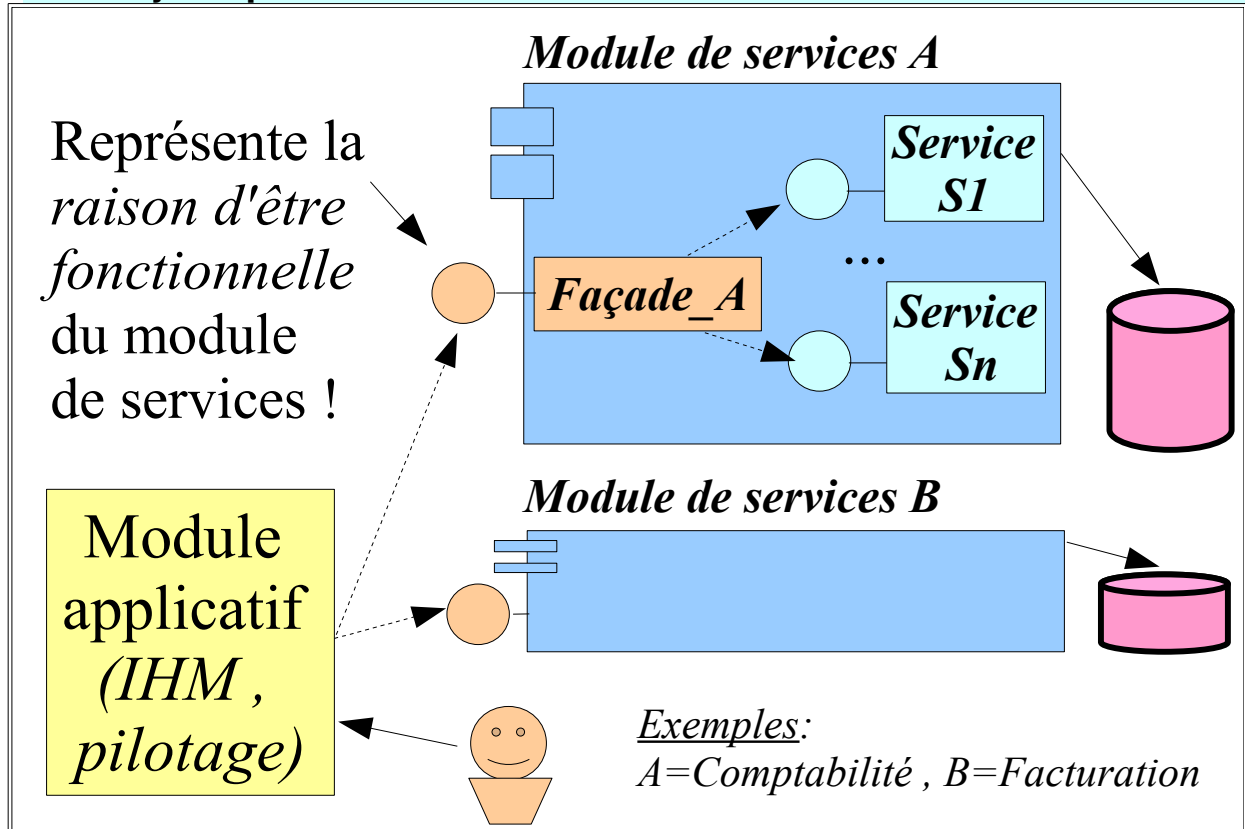 Module de services A
Représente la
raison d'être
fonctionnelle
du module
de services !
Service
S1
...
Façade_A
Service
Sn
Module de services B
Module
applicatif
(IHM ,
pilotage)
Exemples:
A=Comptabilité , B=Facturation